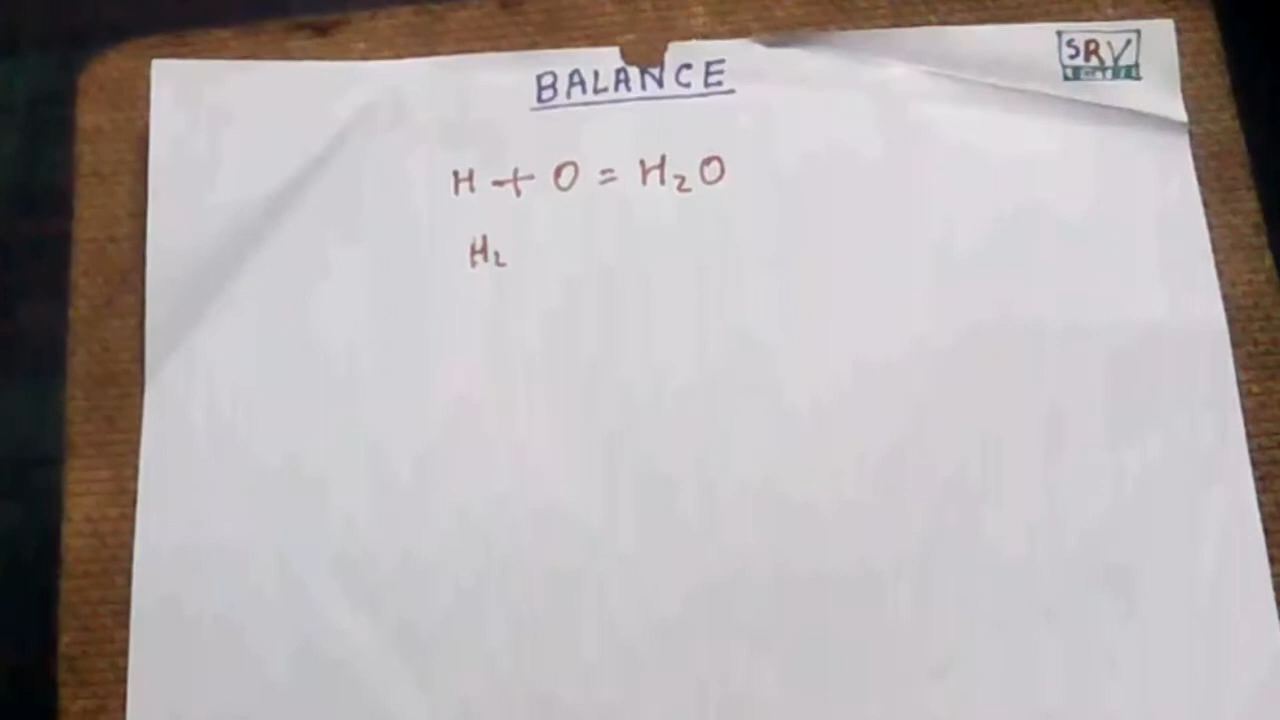 BALANCE
SRV
H + O = H₂O
H₂